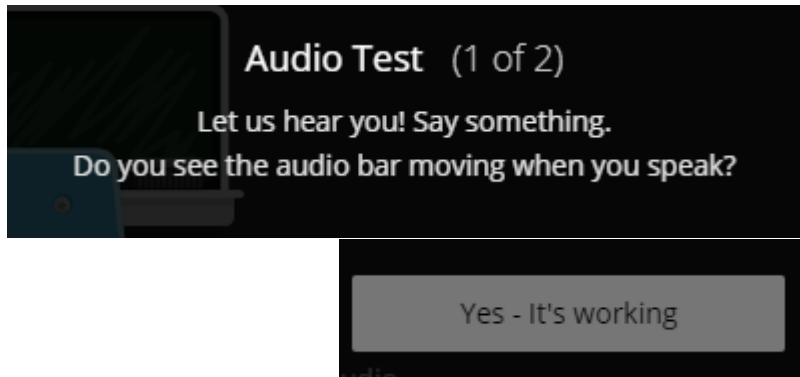 Audio Test (1 of 2)
Let us hear you! Say something.
Do you see the audio bar moving when you speak?
Yes - It's working